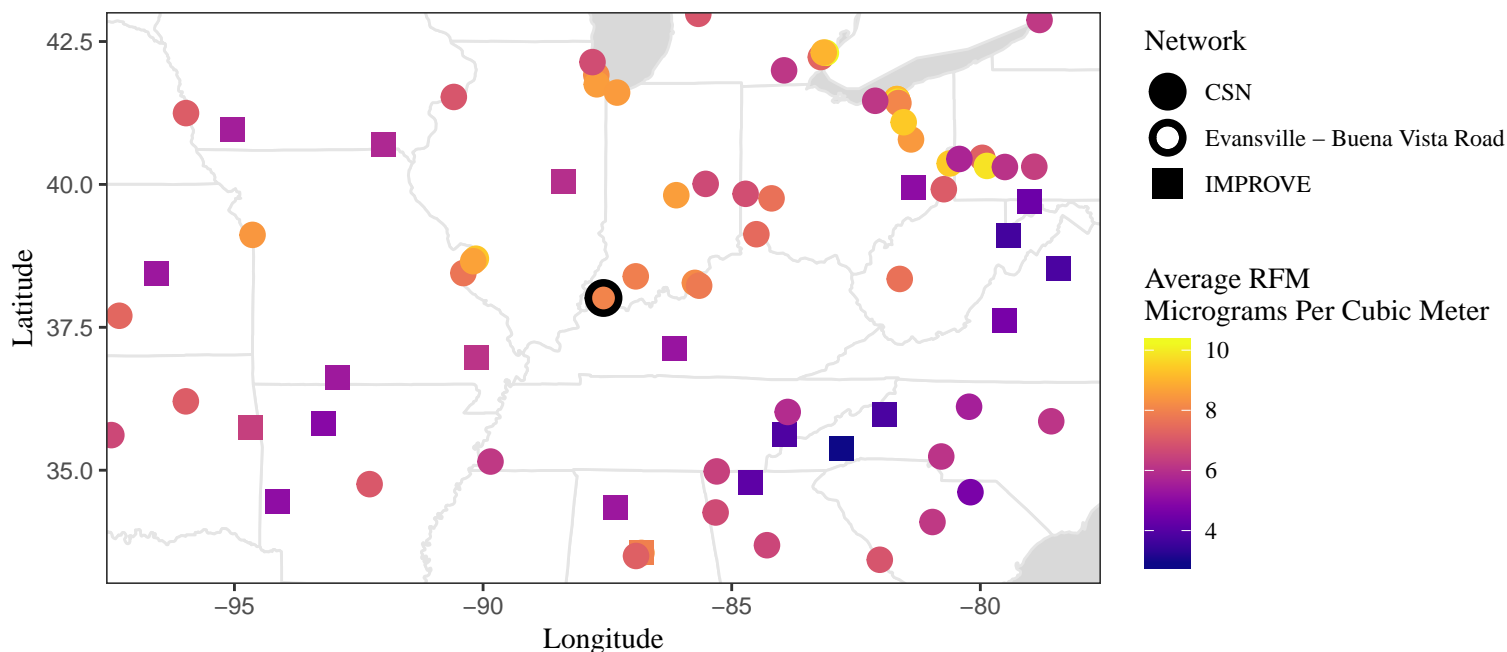 42.5
40.0
37.5
35.0
Latitude
−95
−90
−85
−80
Longitude
Network
CSN
Evansville – Buena Vista Road
IMPROVE
Average RFM
Micrograms Per Cubic Meter
10
8
6
4